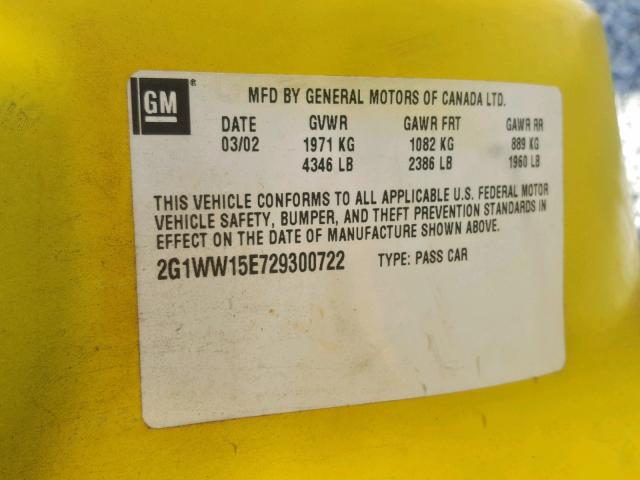 GM®
MFD BY GENERAL MOTORS OF CANADA LTD.
DATE GVWR GAWR FRT GAWR RR
03/02 1971 KG 1082 KG 889 KG
4346 LB 2386 LB 1960 LB
THIS VEHICLE CONFORMS TO ALL APPLICABLE U.S. FEDERAL MOTOR
VEHICLE SAFETY, BUMPER, AND THEFT PREVENTION STANDARDS IN
EFFECT ON THE DATE OF MANUFACTURE SHOWN ABOVE.
2G1WW15E729300722 TYPE: PASS CAR